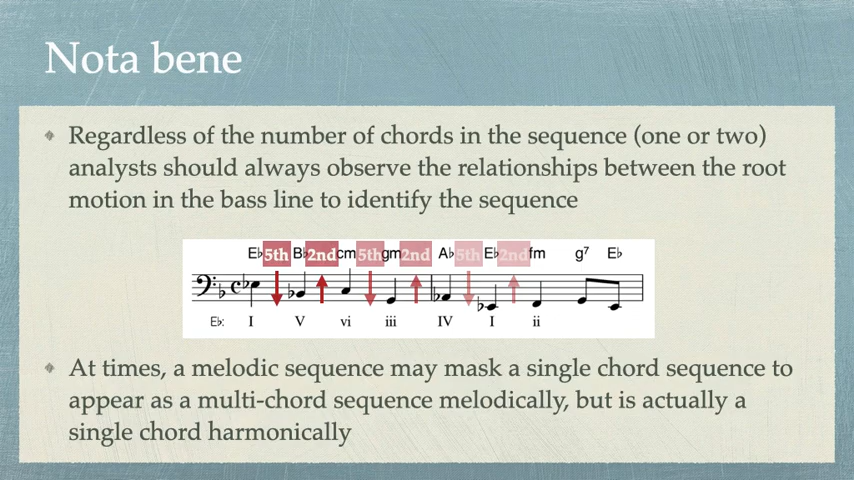 Nota bene
Regardless of the number of chords in the sequence (one or two)
analysts should always observe the relationships between the root
motion in the bass line to identify the sequence
E♭ 5th B♭ 2nd cm 5th gm 2nd A♭ 5th E♭ 2nd fm g7 E♭
E♭: I V vi iii IV I ii
At times, a melodic sequence may mask a single chord sequence to
appear as a multi-chord sequence melodically, but is actually a
single chord harmonically